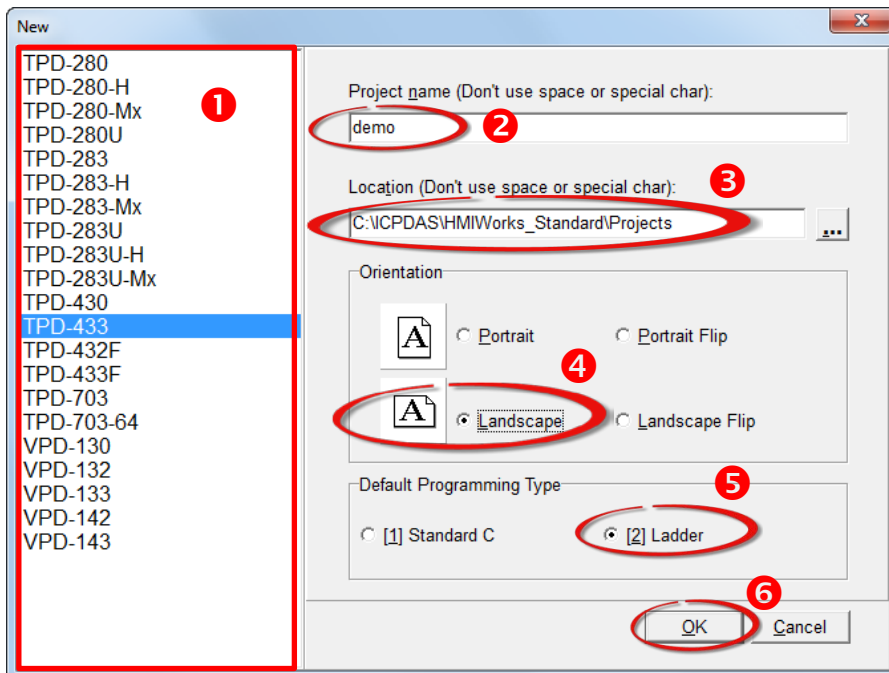 New
x
TPD-280
TPD-280-H
TPD-280-Mx
TPD-280U
TPD-283
TPD-283-H
TPD-283-Mx
TPD-283U
TPD-283U-H
TPD-283U-Mx
TPD-430
TPD-433
TPD-432F
TPD-433F
TPD-703
TPD-703-64
VPD-130
VPD-132
VPD-133
VPD-142
VPD-143
1
Project name (Don't use space or special char):
demo
2
Location (Don't use space or special char):
3
C:\ICPDAS\HMIWorks_Standard\Projects
...
Orientation
A
Portrait
Portrait Flip
4
A
Landscape
Landscape Flip
5
Default Programming Type
[1] Standard C
[2] Ladder
6
OK
Cancel